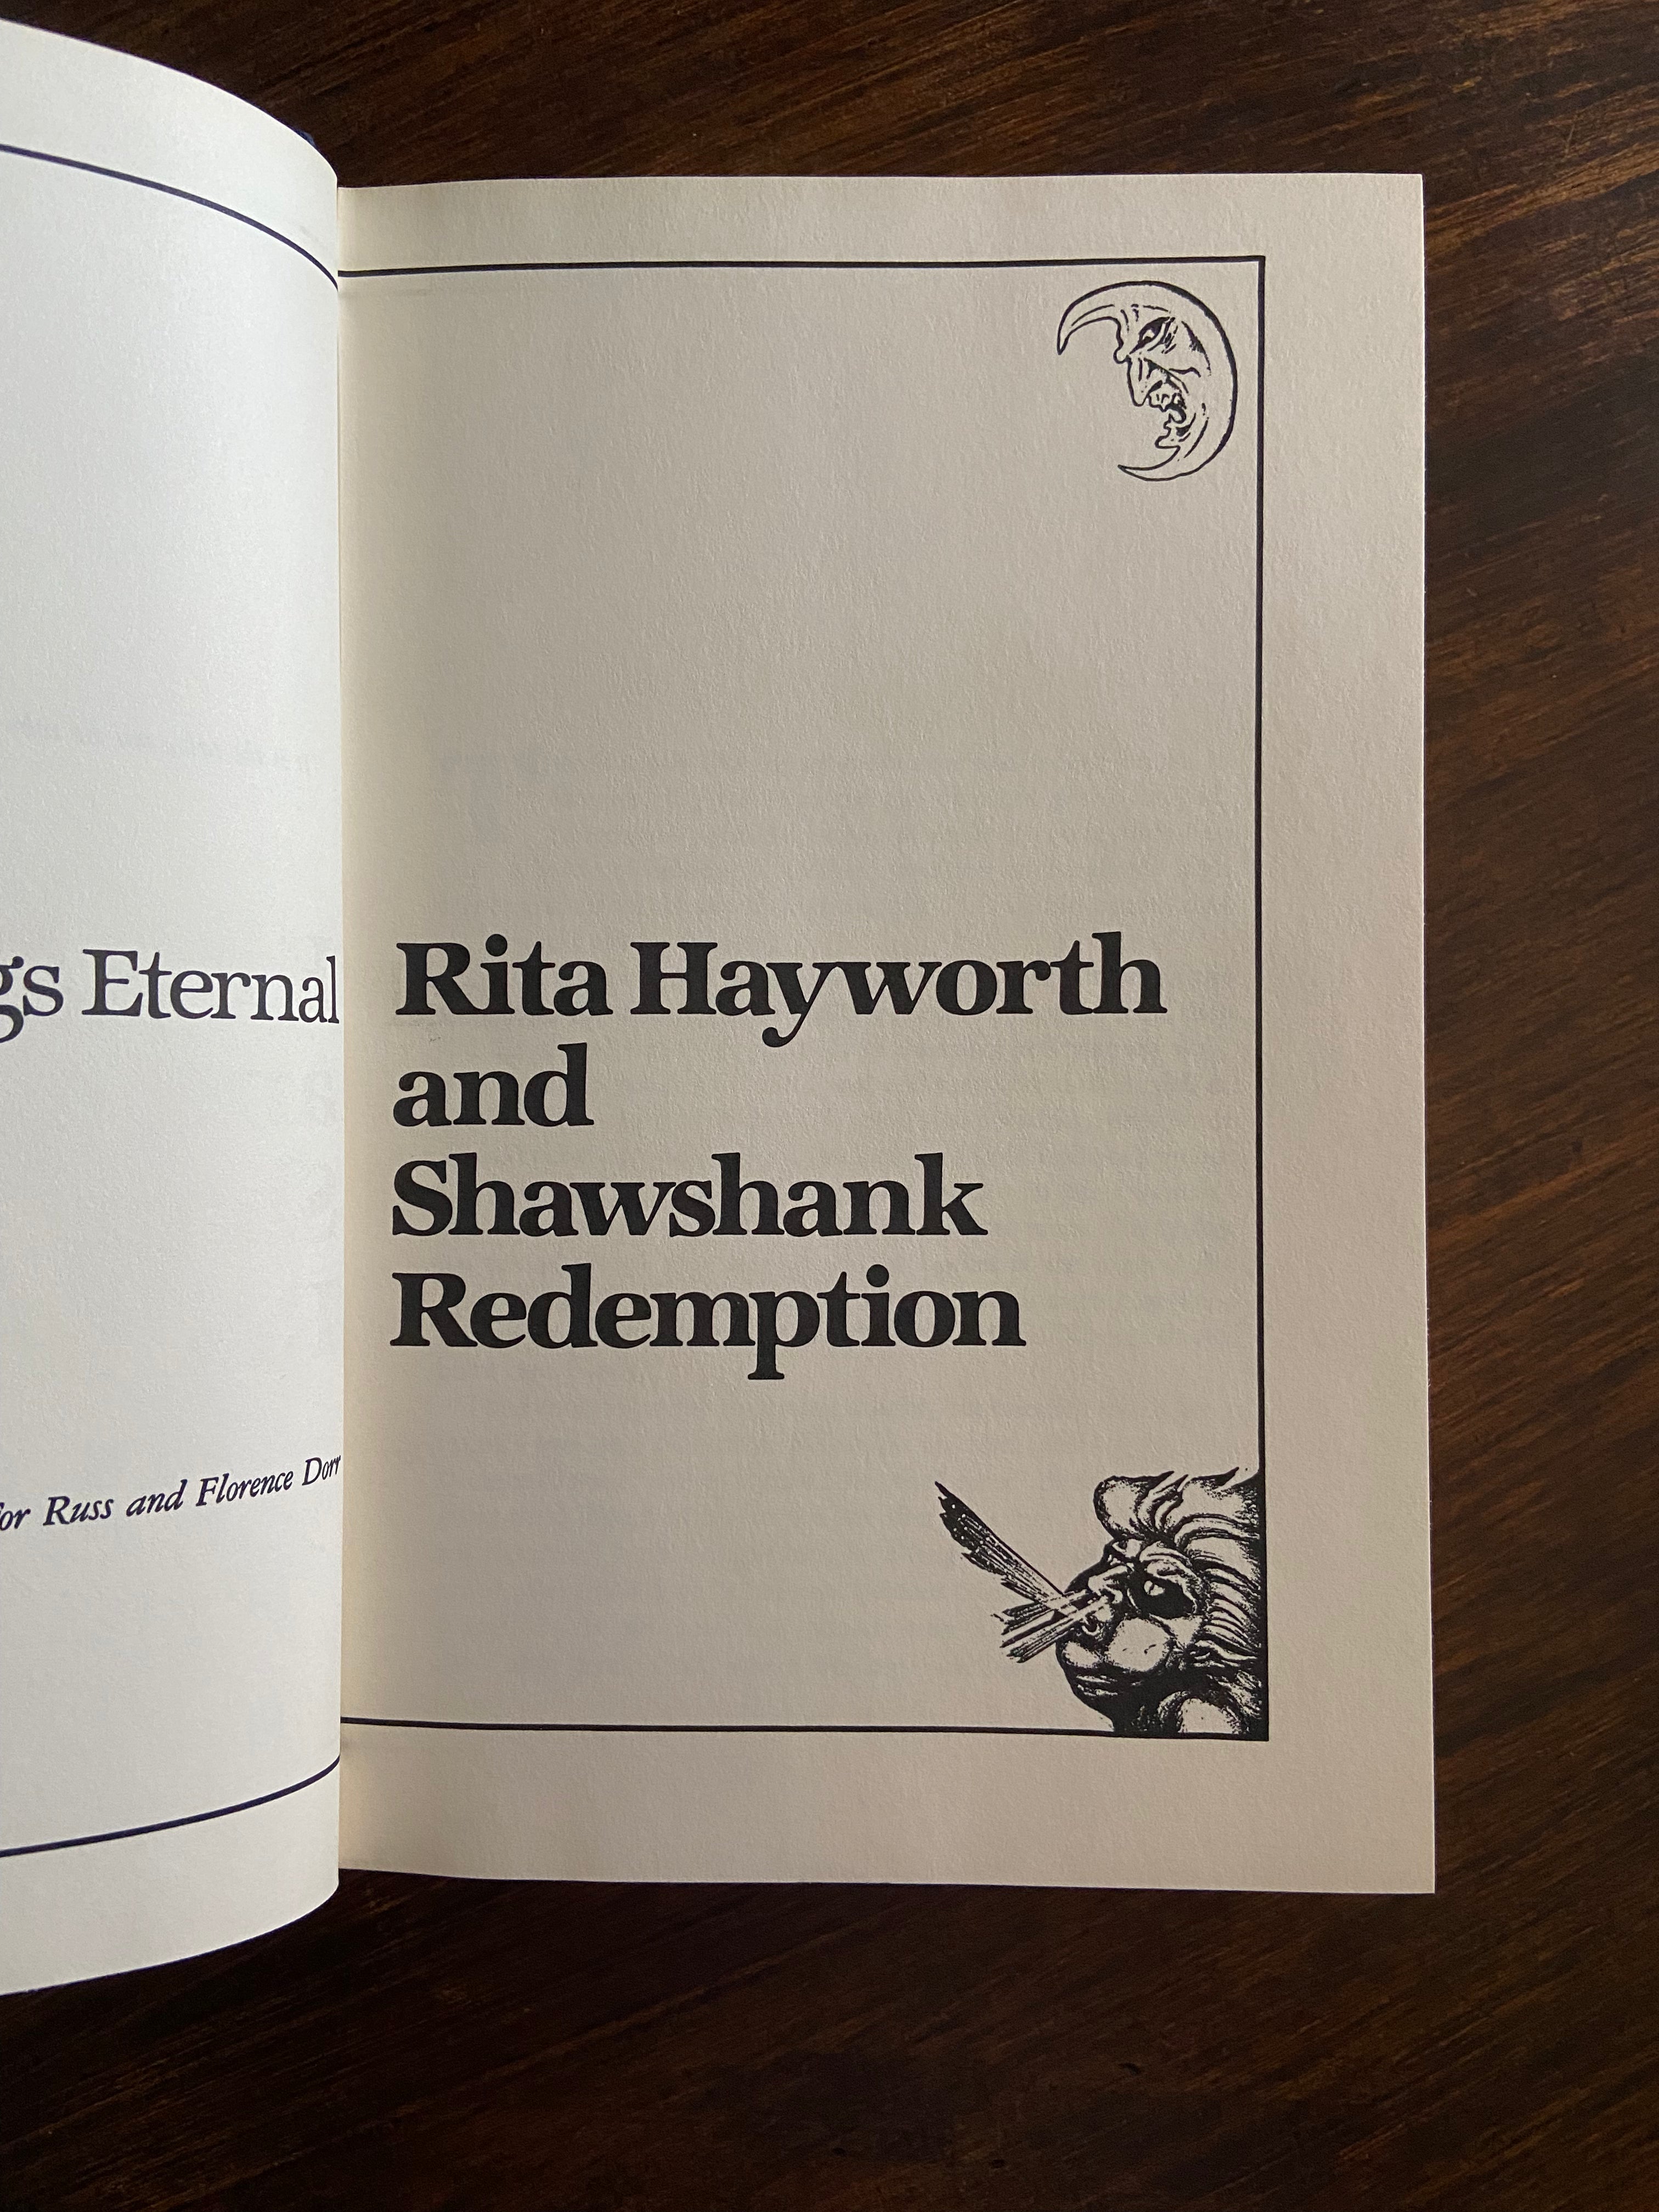 gs Eternal
for Russ and Florence Dorr
Rita Hayworth
and
Shawshank
Redemption